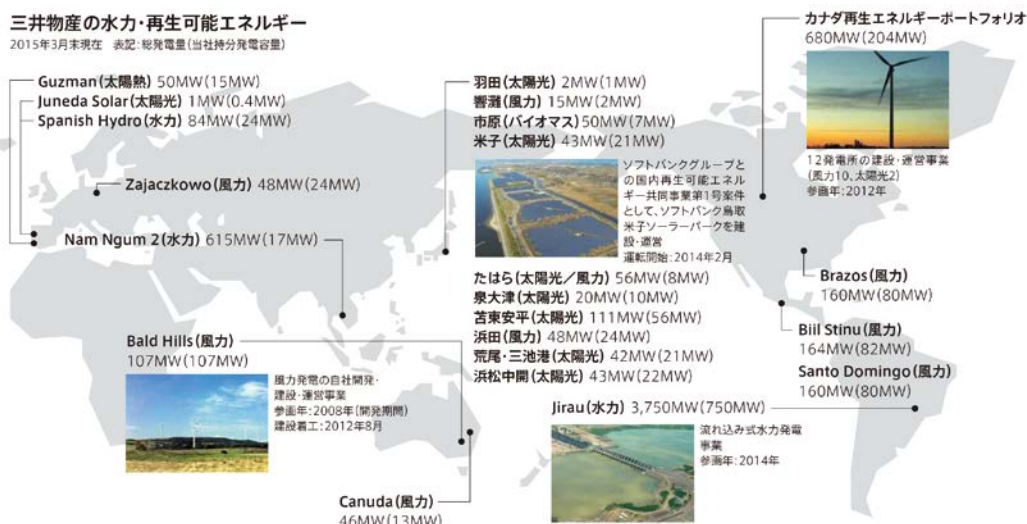 三井物産の水力・再生可能エネルギー
2015年3月末現在　表記:総発電量(当社持分発電容量)
Guzman(太陽熱) 50MW(15MW)
Juneda Solar(太陽光) 1MW(0.4MW)
Spanish Hydro(水力) 84MW(24MW)
Zajaczkowo(風力) 48MW(24MW)
Nam Ngum 2(水力) 615MW(17MW)
Bald Hills(風力)
107MW(107MW)
風力発電の自社開発・
建設・運営事業
参画年:2008年(開発期間)
建設着工:2012年8月
Canuda(風力)
46MW(13MW)
羽田(太陽光) 2MW(1MW)
響灘(風力) 15MW(2MW)
市原(バイオマス)50MW(7MW)
米子(太陽光) 43MW(21MW)
ソフトバンクグループと
の国内再生可能エネル
ギー共同事業第1号案件
として、ソフトバンク鳥取
米子ソーラーパークを建
設・運営
運転開始:2014年2月
たはら(太陽光/風力) 56MW(8MW)
泉大津(太陽光) 20MW(10MW)
苫東安平(太陽光) 111MW(56MW)
浜田(風力) 48MW(24MW)
荒尾・三池港(太陽光) 42MW(21MW)
浜松中開(太陽光) 43MW(22MW)
Jirau(水力) 3,750MW(750MW)
流れ込み式水力発電
事業
参画年:2014年
カナダ再生エネルギーポートフォリオ
680MW(204MW)
12発電所の建設・運営事業
(風力10、太陽光2)
参画年:2012年
Brazos(風力)
160MW(80MW)
Biil Stinu(風力)
164MW(82MW)
Santo Domingo(風力)
160MW(80MW)